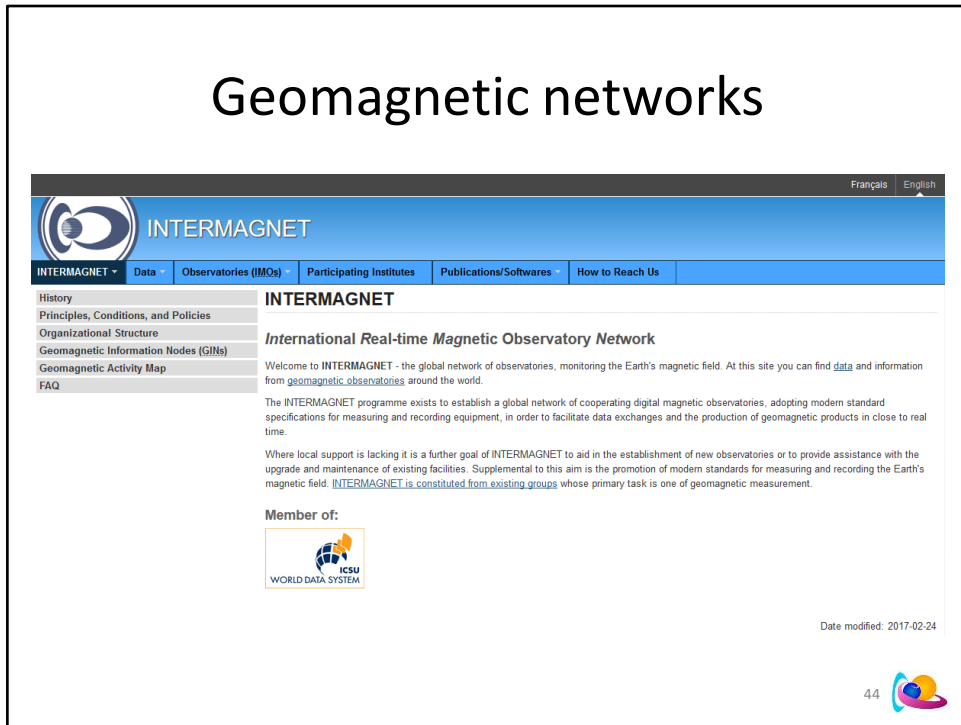 Geomagnetic networks
Français English
INTERMAGNET
INTERMAGNET Data Observatories (IMOs) Participating Institutes Publications/Softwares How to Reach Us
History
Principles, Conditions, and Policies
Organizational Structure
Geomagnetic Information Nodes (GINs)
Geomagnetic Activity Map
FAQ
INTERMAGNET
International Real-time Magnetic Observatory Network
Welcome to INTERMAGNET - the global network of observatories, monitoring the Earth's magnetic field. At this site you can find data and information
from geomagnetic observatories around the world.
The INTERMAGNET programme exists to establish a global network of cooperating digital magnetic observatories, adopting modern standard
specifications for measuring and recording equipment, in order to facilitate data exchanges and the production of geomagnetic products in close to real
time.
Where local support is lacking it is a further goal of INTERMAGNET to aid in the establishment of new observatories or to provide assistance with the
upgrade and maintenance of existing facilities. Supplemental to this aim is the promotion of modern standards for measuring and recording the Earth's
magnetic field. INTERMAGNET is constituted from existing groups whose primary task is one of geomagnetic measurement.
Member of:
ICSU
WORLD DATA SYSTEM
Date modified: 2017-02-24
44